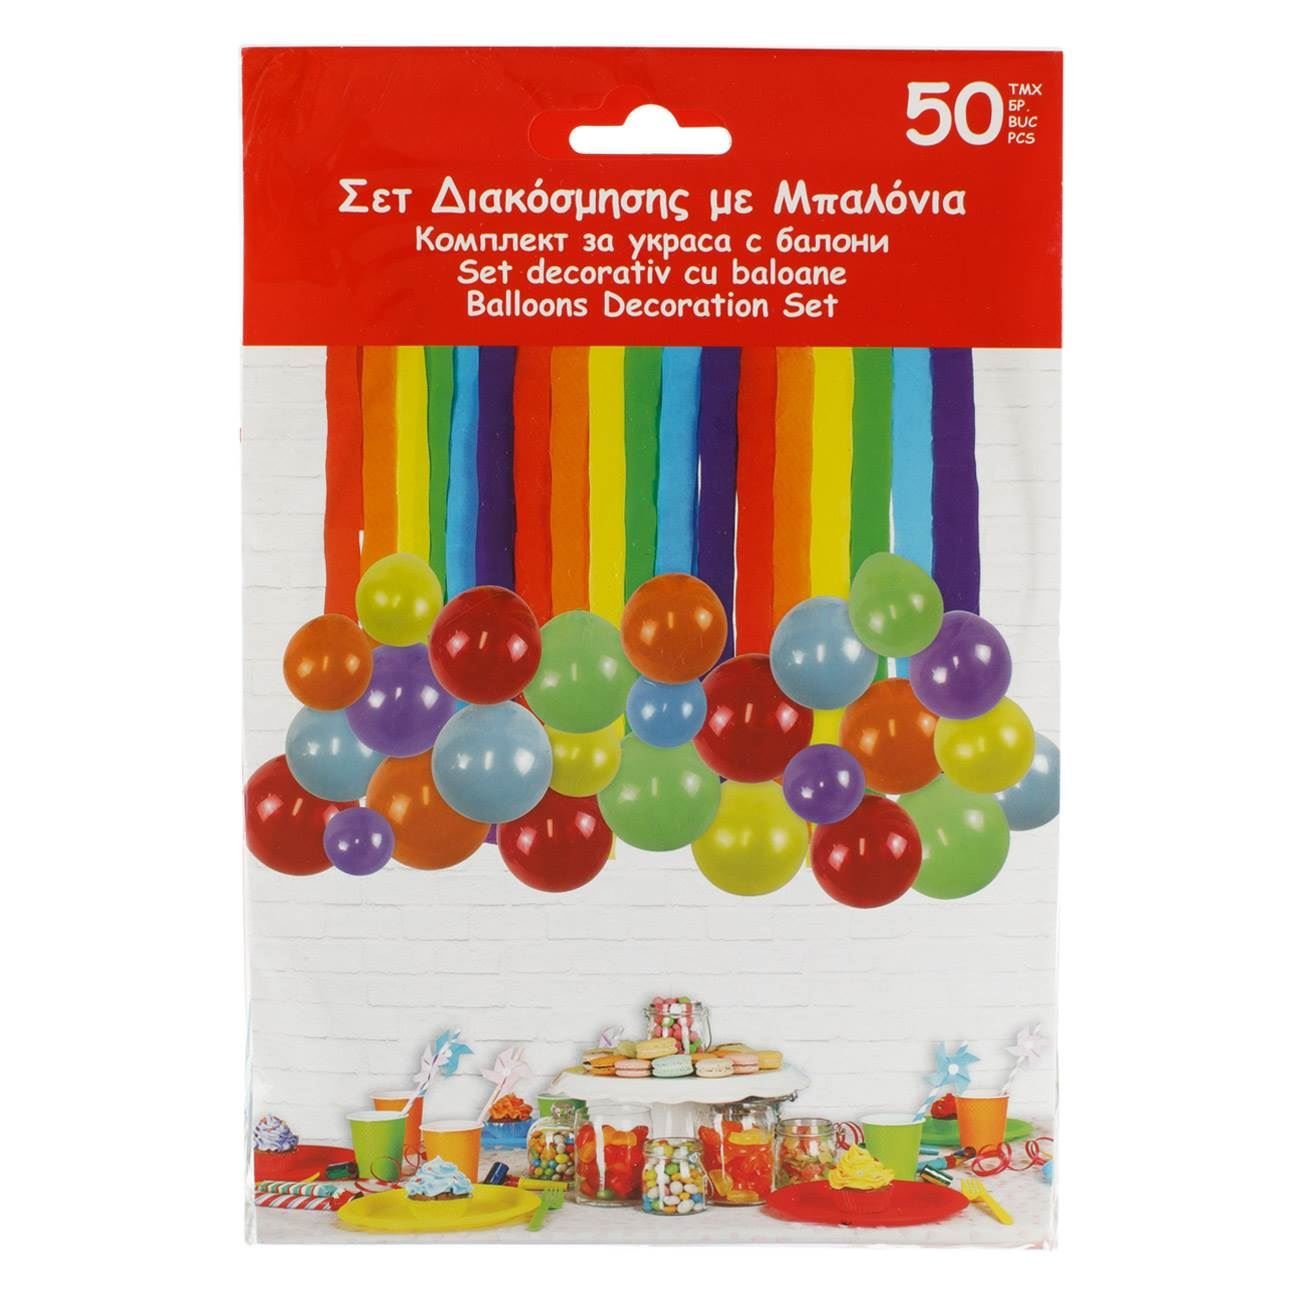 50 ΤΜΧ
БР.
BUC
PCS
Σετ Διακόσμησης με Μπαλόνια
Комплект за украса с балони
Set decorativ cu baloane
Balloons Decoration Set